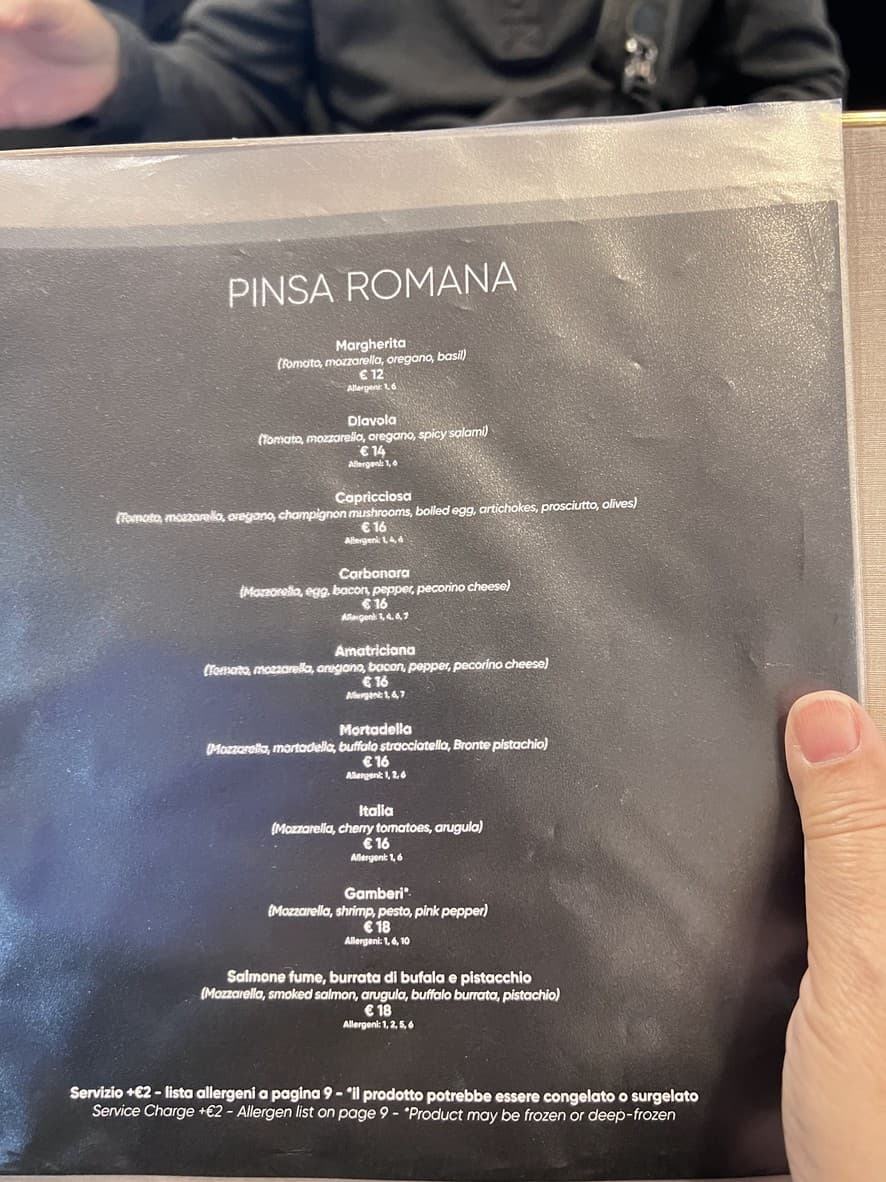 PINSA ROMANA
Margherita
(Tomato, mozzarella, oregano, basil)
€ 12
Allergeni: 1, 6
Diavola
(Tomato, mozzarella, oregano, spicy salami)
€ 14
Allergeni: 1, 6
Capricciosa
(Tomato, mozzarella, oregano, champignon mushrooms, boiled egg, artichokes, prosciutto, olives)
€ 16
Allergeni: 1, 4, 6
Carbonara
(Mozzarella, egg, bacon, pepper, pecorino cheese)
€ 16
Allergeni: 1, 4, 6, 7
Amatriciana
(Tomato, mozzarella, oregano, bacon, pepper, pecorino cheese)
€ 16
Allergeni: 1, 6, 7
Mortadella
(Mozzarella, mortadella, buffalo stracciatella, Bronte pistachio)
€ 16
Allergeni: 1, 2, 6
Italia
(Mozzarella, cherry tomatoes, arugula)
€ 16
Allergeni: 1, 6
Gamberi*
(Mozzarella, shrimp, pesto, pink pepper)
€ 18
Allergeni: 1, 6, 10
Salmone fume, burrata di bufala e pistacchio
(Mozzarella, smoked salmon, arugula, buffalo burrata, pistachio)
€ 18
Allergeni: 1, 2, 5, 6
Servizio +€2 - lista allergeni a pagina 9 - *il prodotto potrebbe essere congelato o surgelato
Service Charge +€2 - Allergen list on page 9 - *Product may be frozen or deep-frozen